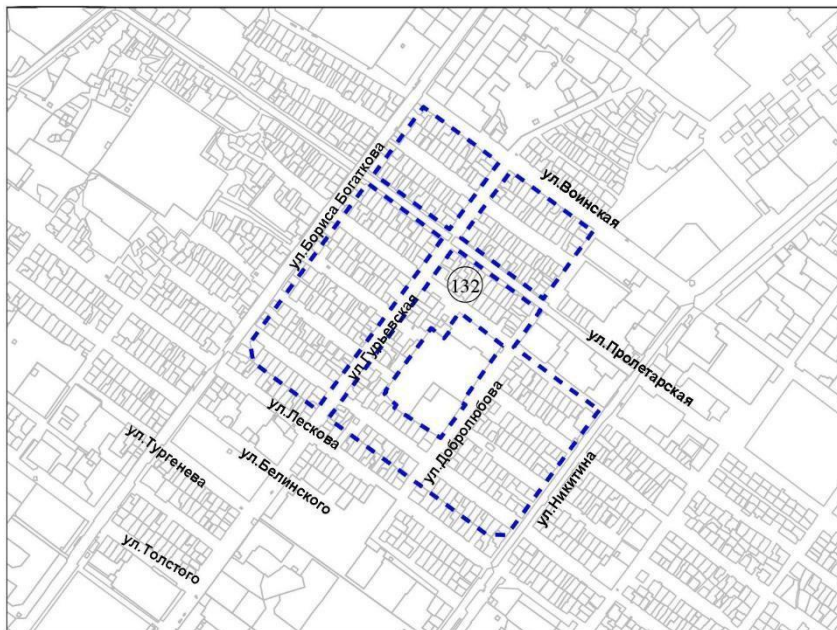 ул.Воинская
ул.Бориса Богаткова
132
ул.Гурьевская
ул.Пролетарская
ул.Лескова
ул.Добролюбова
ул.Тургенева
ул.Белинского
ул.Никитина
ул.Толстого